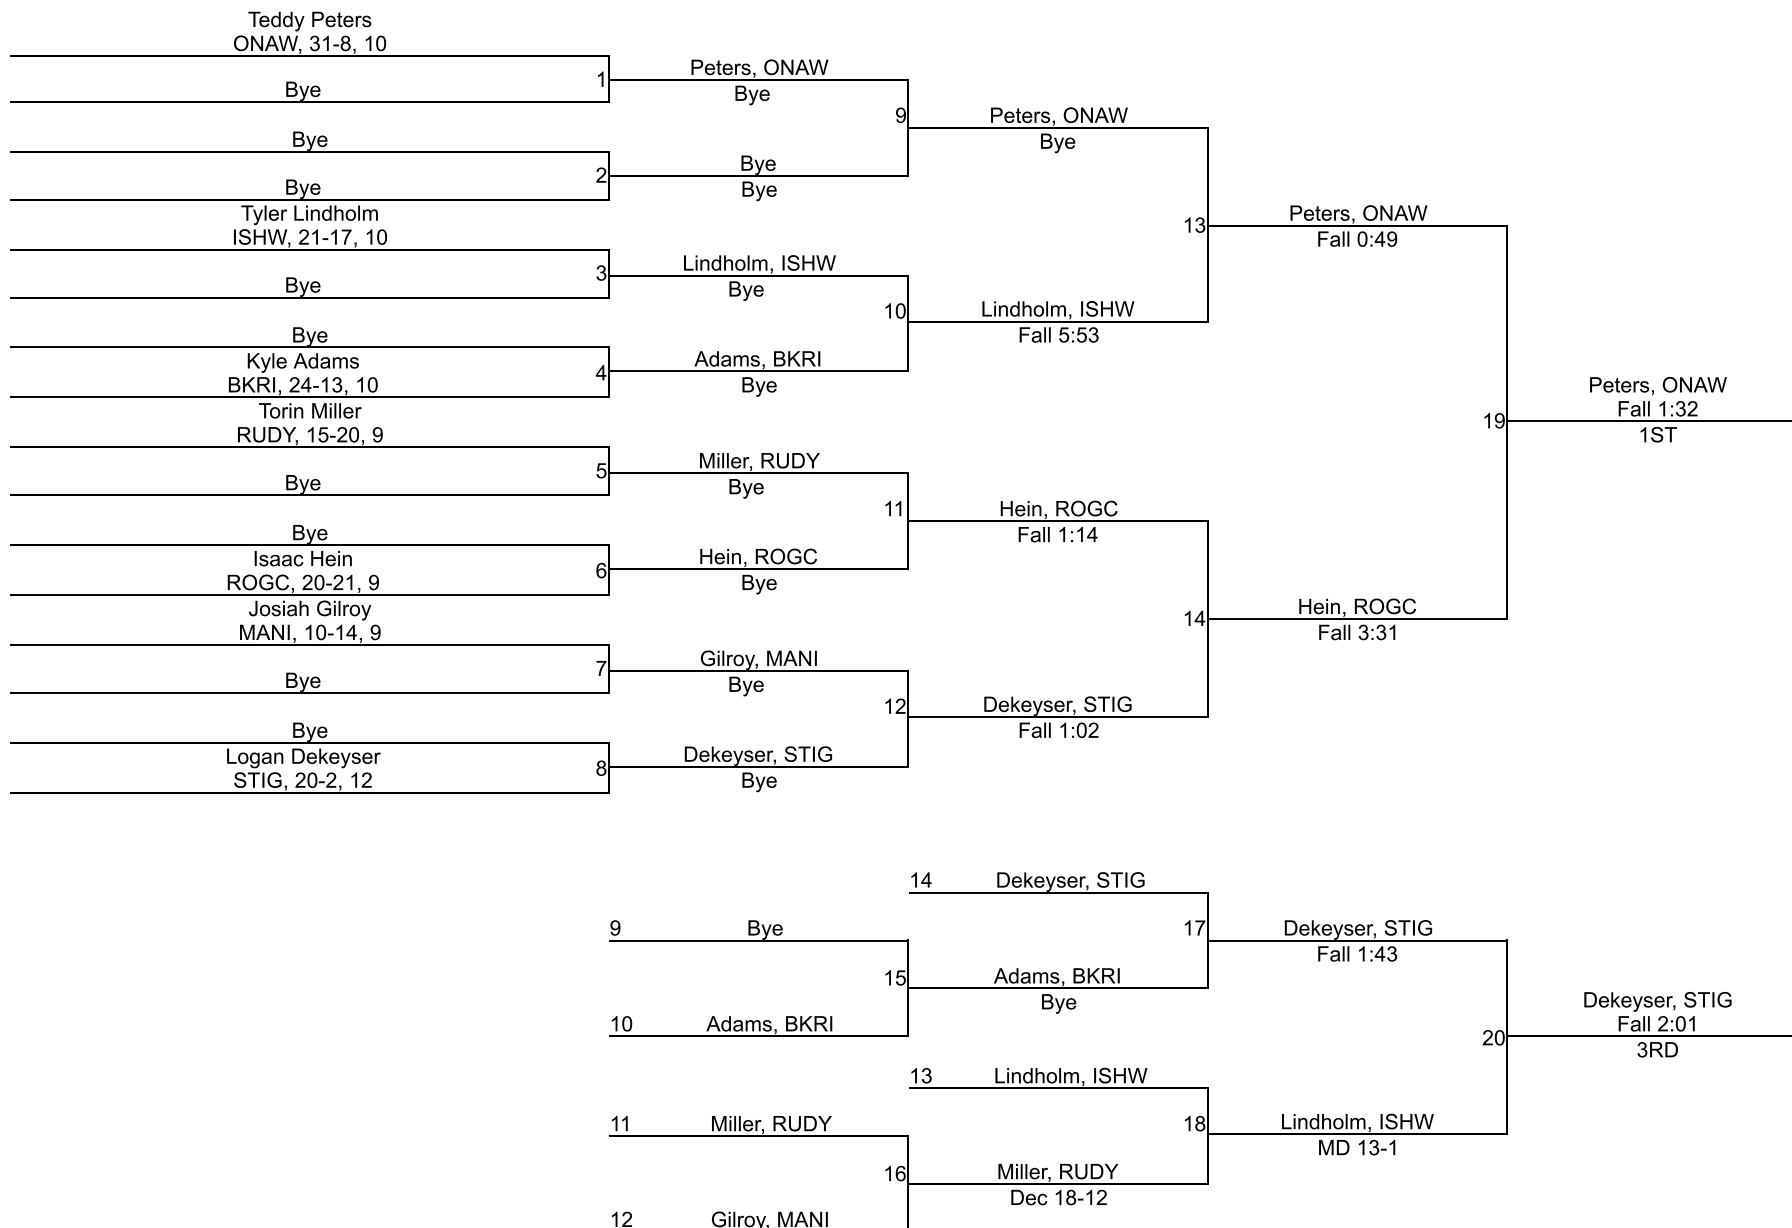 Teddy Peters
ONAW, 31-8, 10
Bye
1
Bye
2
Bye
Tyler Lindholm
ISHW, 21-17, 10
3
Bye
Bye
4
Kyle Adams
BKRI, 24-13, 10
Torin Miller
RUDY, 15-20, 9
5
Bye
Bye
6
Isaac Hein
ROGC, 20-21, 9
Josiah Gilroy
MANI, 10-14, 9
7
Bye
Bye
8
Logan Dekeyser
STIG, 20-2, 12
Peters, ONAW
Bye
9
Bye
Bye
Lindholm, ISHW
Bye
10
Adams, BKRI
Bye
Miller, RUDY
Bye
11
Hein, ROGC
Bye
Gilroy, MANI
Bye
12
Dekeyser, STIG
Bye
Peters, ONAW
Bye
13
Lindholm, ISHW
Fall 5:53
Hein, ROGC
Fall 1:14
14
Dekeyser, STIG
Fall 1:02
Peters, ONAW
Fall 0:49
19
Hein, ROGC
Fall 3:31
Peters, ONAW
Fall 1:32
1ST
14 Dekeyser, STIG
9 Bye
17
15
10 Adams, BKRI
Adams, BKRI
Bye
13 Lindholm, ISHW
11 Miller, RUDY
18
16
12 Gilroy, MANI
Miller, RUDY
Dec 18-12
Dekeyser, STIG
Fall 1:43
20
Lindholm, ISHW
MD 13-1
Dekeyser, STIG
Fall 2:01
3RD